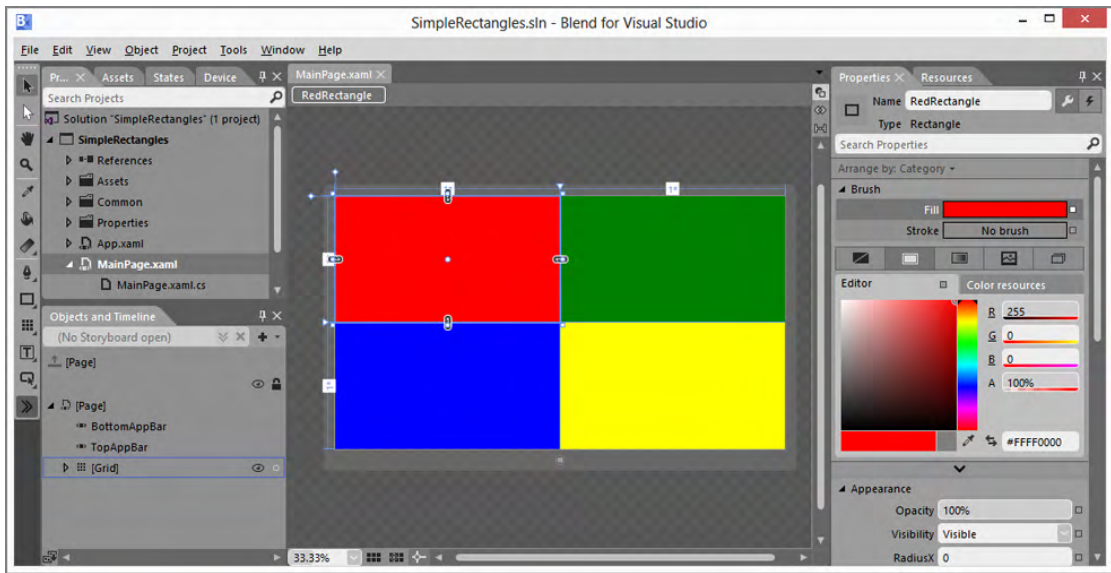 SimpleRectangles.sln - Blend for Visual Studio
File Edit View Object Project Tools Window Help
Pr... Assets States Device
Search Projects
Solution "SimpleRectangles" (1 project)
SimpleRectangles
References
Assets
Common
Properties
App.xaml
MainPage.xaml
MainPage.xaml.cs
Objects and Timeline
(No Storyboard open)
[Page]
[Page]
BottomAppBar
TopAppBar
[Grid]
MainPage.xaml
RedRectangle
1*
33.33%
Properties Resources
Name RedRectangle
Type Rectangle
Search Properties
Arrange by: Category
Brush
Fill
Stroke No brush
Editor Color resources
R 255
G 0
B 0
A 100%
#FFFF0000
Appearance
Opacity 100%
Visibility Visible
RadiusX 0